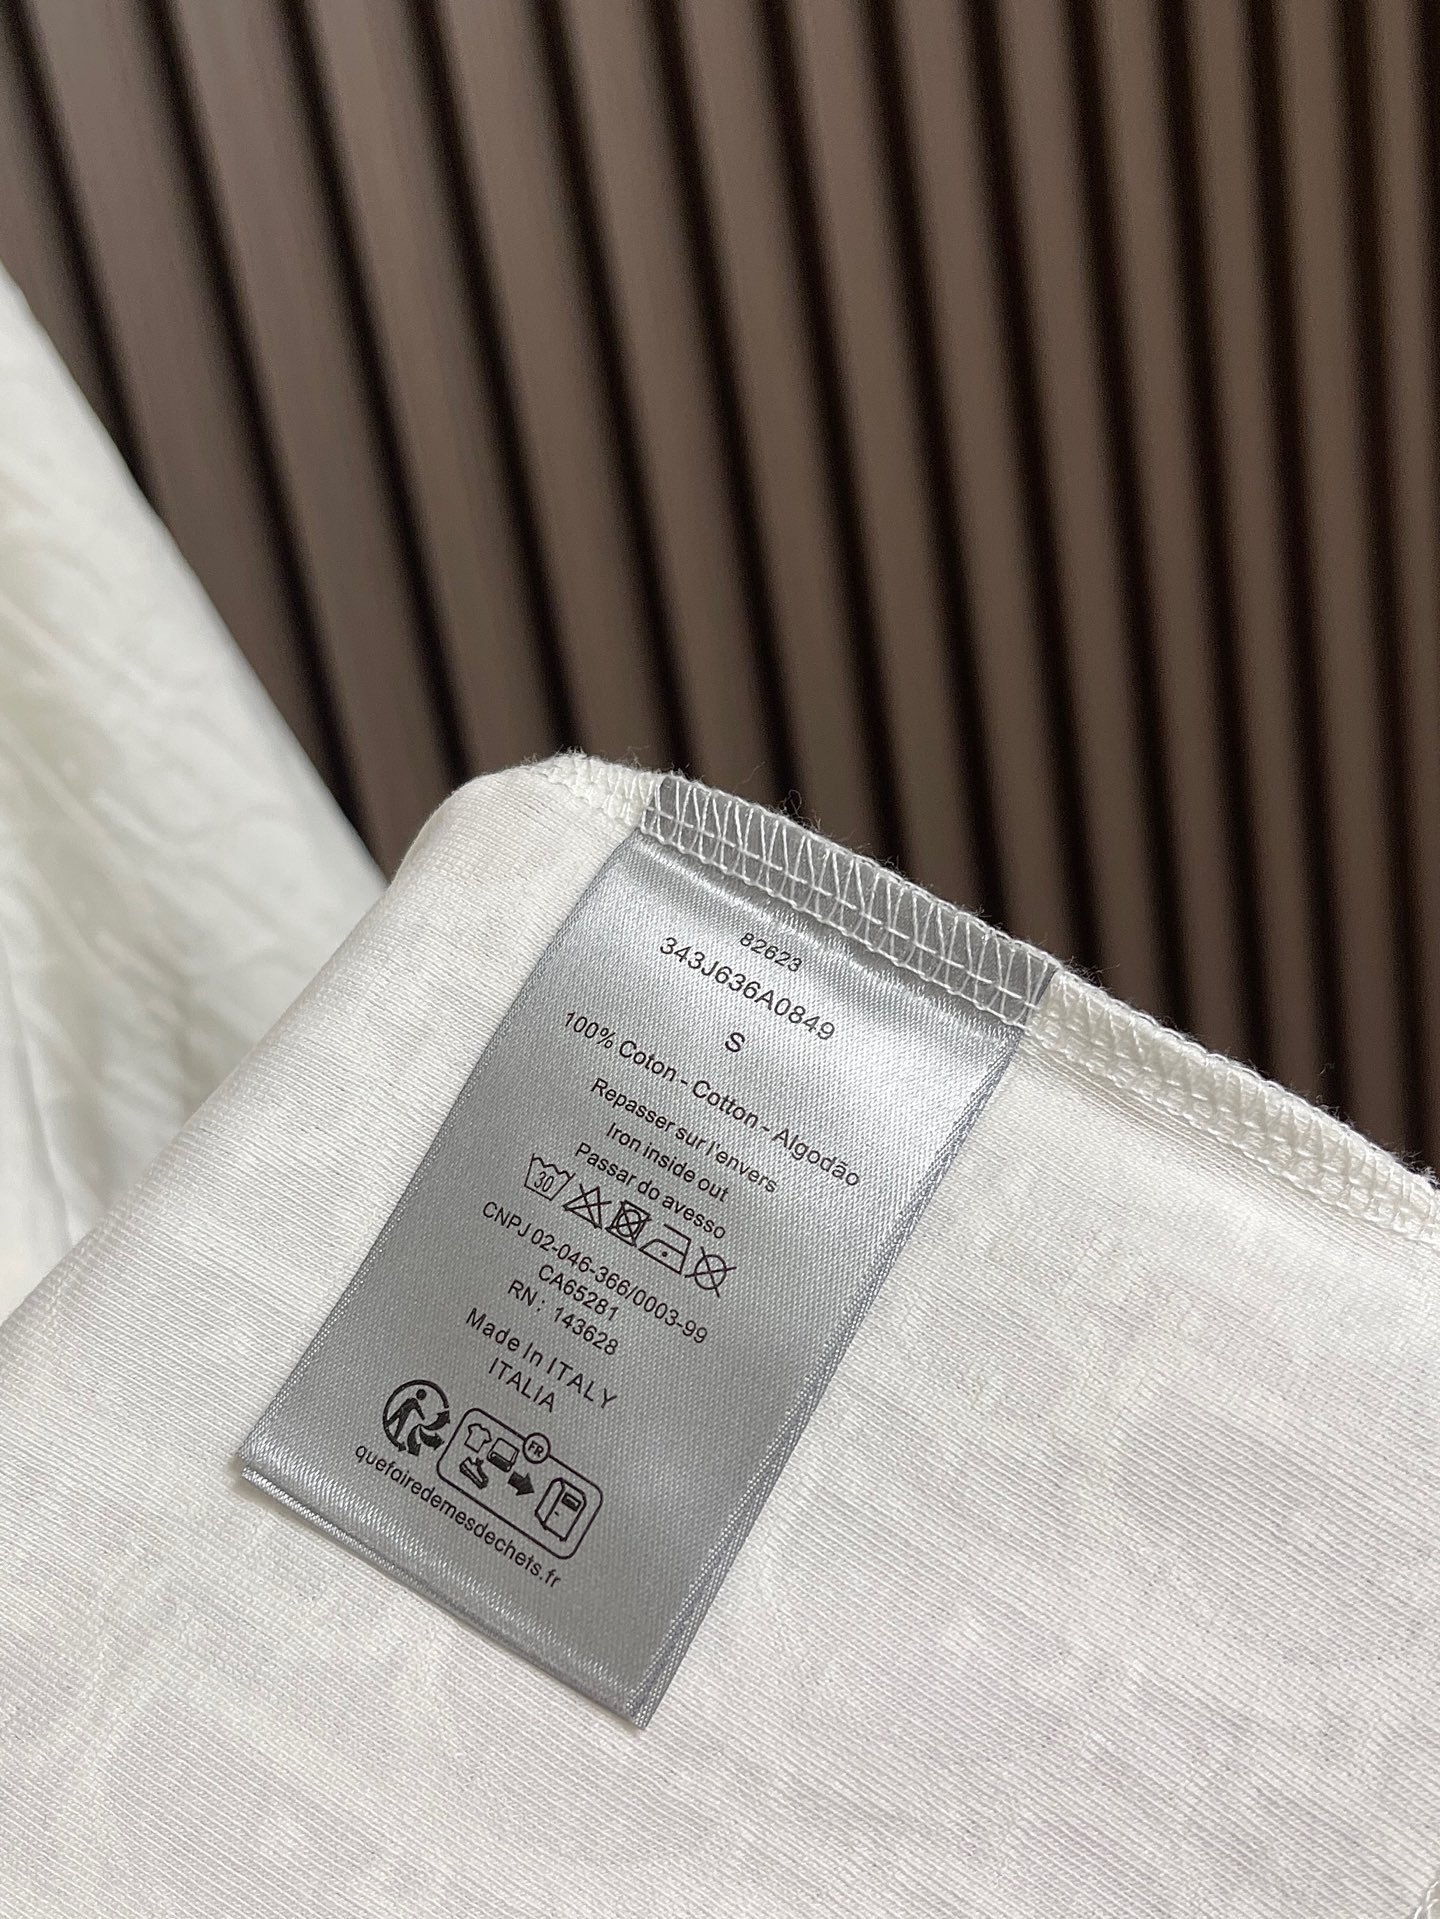 82623
343J636A0849
S
100% Coton - Cotton - Algodão
Repasser sur l'envers
Iron inside out
Passar do avesso
30
CNPJ 02-046-366/0003-99
CA65281
RN: 143628
Made In ITALY
ITALIA
FR
quefairedemesdechets.fr